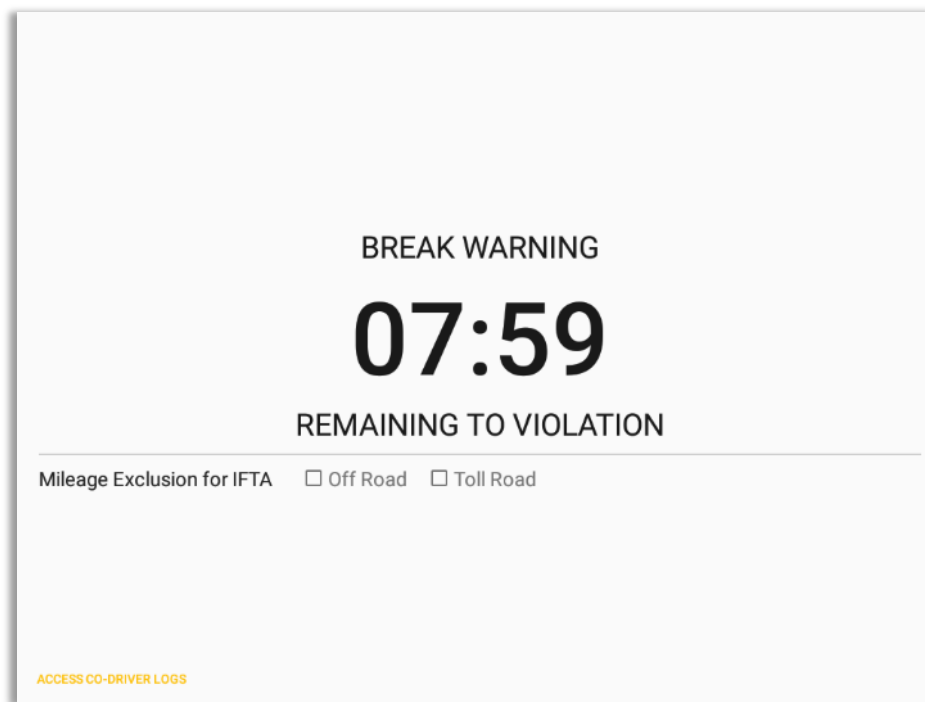 BREAK WARNING
07:59
REMAINING TO VIOLATION
Mileage Exclusion for IFTA Off Road Toll Road
ACCESS CO-DRIVER LOGS